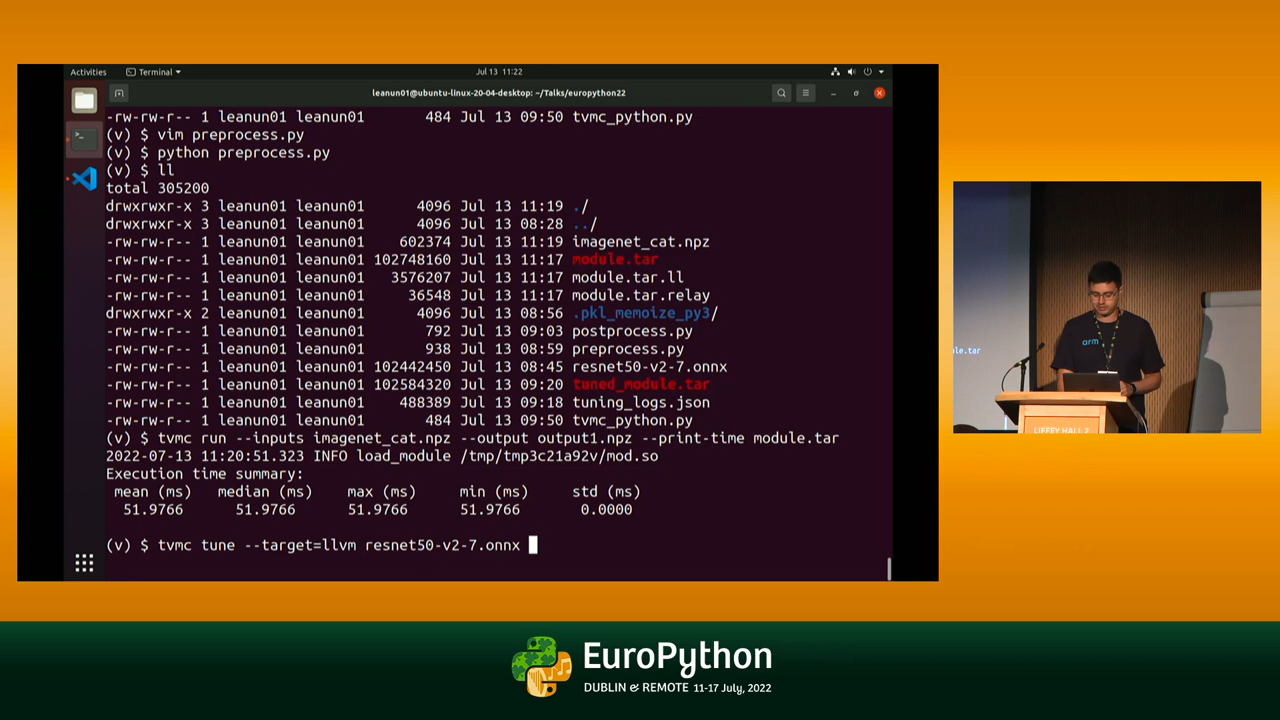 Activities
Terminal
Jul 13 11:22
leanun01@ubuntu-linux-20-04-desktop: ~/Talks/europython22
-rw-rw-r-- 1 leanun01 leanun01 484 Jul 13 09:50 tvmc_python.py
(v) $ vim preprocess.py
(v) $ python preprocess.py
(v) $ ll
total 305200
drwxrwxr-x 3 leanun01 leanun01 4096 Jul 13 11:19 ./
drwxrwxr-x 3 leanun01 leanun01 4096 Jul 13 08:28 ../
-rw-rw-r-- 1 leanun01 leanun01 602374 Jul 13 11:19 imagenet_cat.npz
-rw-rw-r-- 1 leanun01 leanun01 102748160 Jul 13 11:17 module.tar
-rw-rw-r-- 1 leanun01 leanun01 3576207 Jul 13 11:17 module.tar.ll
-rw-rw-r-- 1 leanun01 leanun01 36548 Jul 13 11:17 module.tar.relay
drwxrwxr-x 2 leanun01 leanun01 4096 Jul 13 08:56 .pkl_memoize_py3/
-rw-rw-r-- 1 leanun01 leanun01 792 Jul 13 09:03 postprocess.py
-rw-rw-r-- 1 leanun01 leanun01 938 Jul 13 08:59 preprocess.py
-rw-rw-r-- 1 leanun01 leanun01 102442450 Jul 13 08:45 resnet50-v2-7.onnx
-rw-rw-r-- 1 leanun01 leanun01 102584320 Jul 13 09:20 tuned_module.tar
-rw-rw-r-- 1 leanun01 leanun01 488389 Jul 13 09:18 tuning_logs.json
-rw-rw-r-- 1 leanun01 leanun01 484 Jul 13 09:50 tvmc_python.py
(v) $ tvmc run --inputs imagenet_cat.npz --output output1.npz --print-time module.tar
2022-07-13 11:20:51.323 INFO load_module /tmp/tmp3c21a92v/mod.so
Execution time summary:
mean (ms) median (ms) max (ms) min (ms) std (ms)
51.9766 51.9766 51.9766 51.9766 0.0000
(v) $ tvmc tune --target=llvm resnet50-v2-7.onnx
arm
le.tar
LIFFEY HALL 2
EuroPython
DUBLIN & REMOTE 11-17 July, 2022